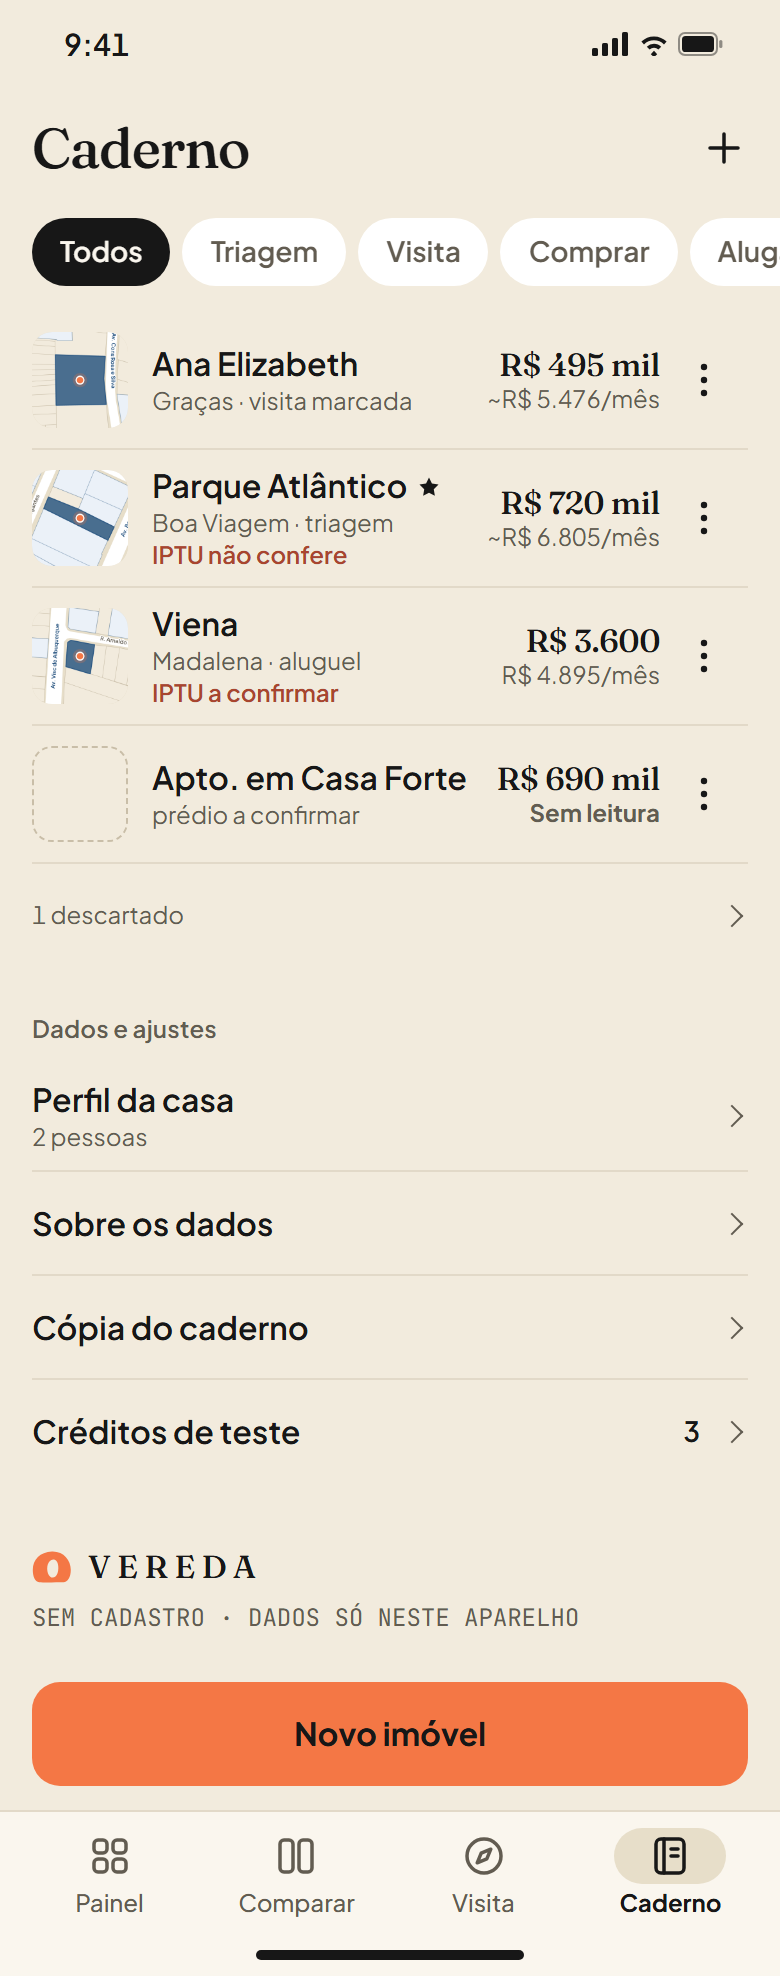 9:41
Caderno
Todos
Triagem
Visita
Comprar
Ana Elizabeth
R$ 495 mil
Graças · visita marcada
~R$ 5.476/mês
Parque Atlântico
R$ 720 mil
Boa Viagem · triagem
~R$ 6.805/mês
IPTU não confere
Viena
R$ 3.600
Madalena · aluguel
R$ 4.895/mês
IPTU a confirmar
Apto. em Casa Forte
R$ 690 mil
prédio a confirmar
Sem leitura
1 descartado
Dados e ajustes
Perfil da casa
2 pessoas
Sobre os dados
Cópia do caderno
Créditos de teste
3
VEREDA
SEM CADASTRO · DADOS SÓ NESTE APARELHO
Novo imóvel
Painel
Comparar
Visita
Caderno